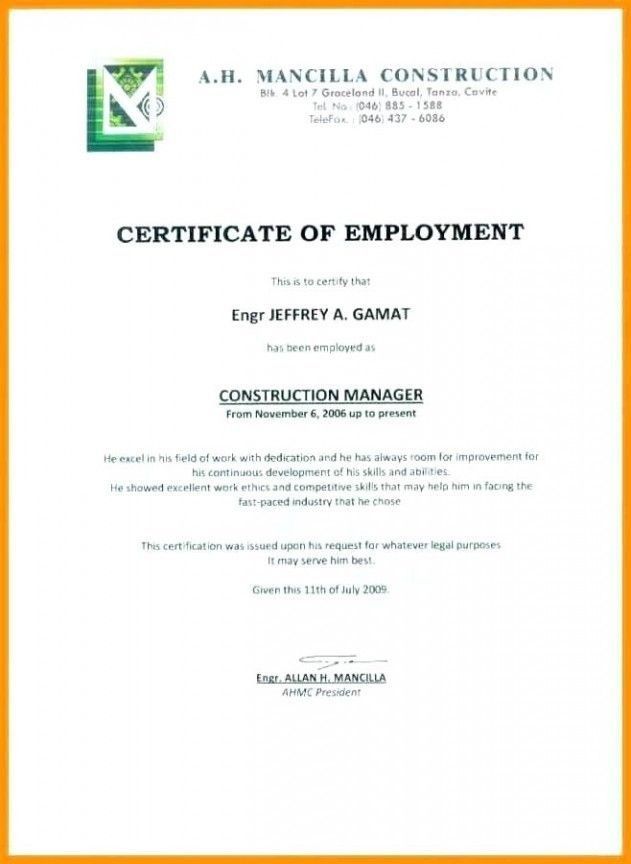 A.H. MANCILLA CONSTRUCTION
Blk. 4 Lot 7 Graceland II, Bucal, Tanza, Cavite
Tel. No.: (046) 885 - 1588
TeleFax. : (046) 437 - 6086
CERTIFICATE OF EMPLOYMENT
This is to certify that
Engr JEFFREY A. GAMAT
has been employed as
CONSTRUCTION MANAGER
From November 6, 2006 up to present
He excel in his field of work with dedication and he has always room for improvement for
his continuous development of his skills and abilities.
He showed excellent work ethics and competitive skills that may help him in facing the
fast-paced industry that he chose
This certification was issued upon his request for whatever legal purposes
It may serve him best.
Given this 11th of July 2009.
Engr. ALLAN H. MANCILLA
AHMC President